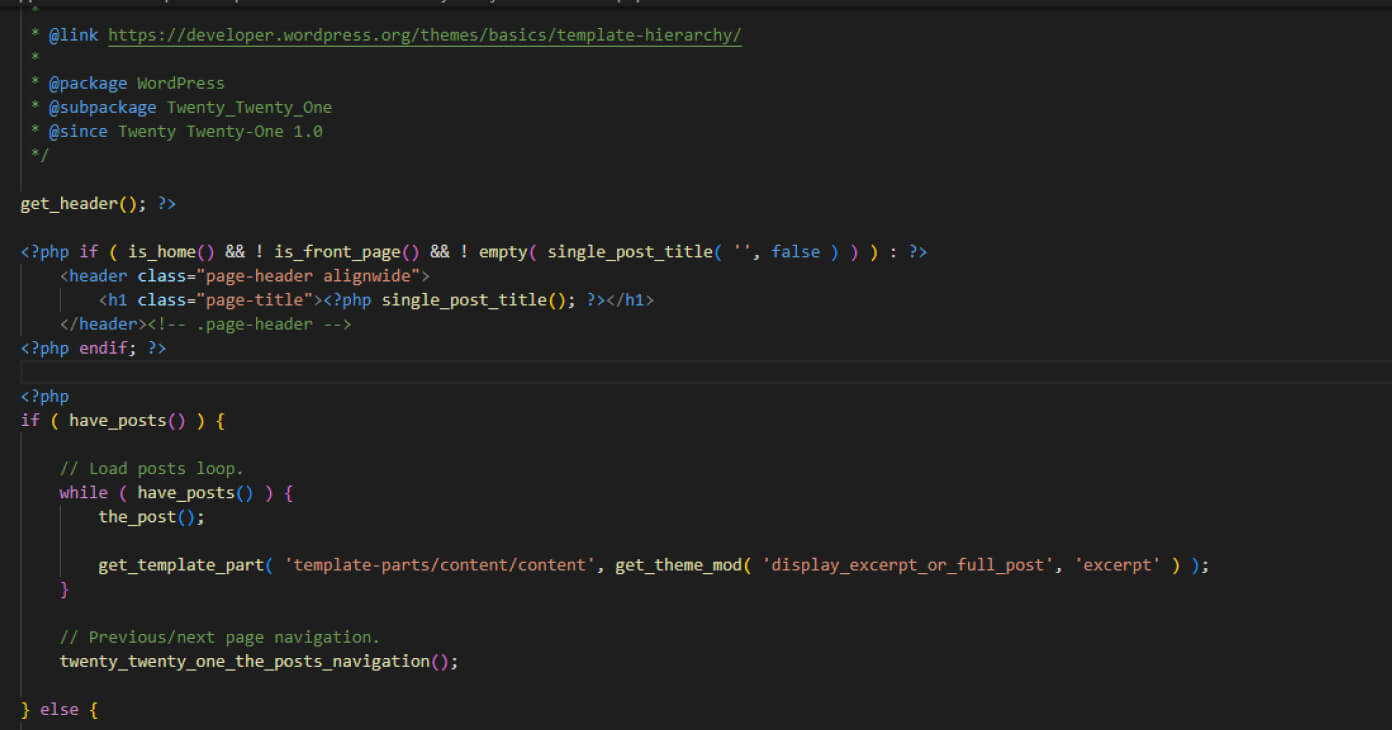 *
* @link https://developer.wordpress.org/themes/basics/template-hierarchy/
*
* @package WordPress
* @subpackage Twenty_Twenty_One
* @since Twenty Twenty-One 1.0
*/
get_header(); ?>
<?php if ( is_home() && ! is_front_page() && ! empty( single_post_title( '', false ) ) ) : ?>
<header class="page-header alignwide">
<h1 class="page-title"><?php single_post_title(); ?></h1>
</header><!-- .page-header -->
<?php endif; ?>
<?php
if ( have_posts() ) {
// Load posts loop.
while ( have_posts() ) {
the_post();
get_template_part( 'template-parts/content/content', get_theme_mod( 'display_excerpt_or_full_post', 'excerpt' ) );
}
// Previous/next page navigation.
twenty_twenty_one_the_posts_navigation();
} else {